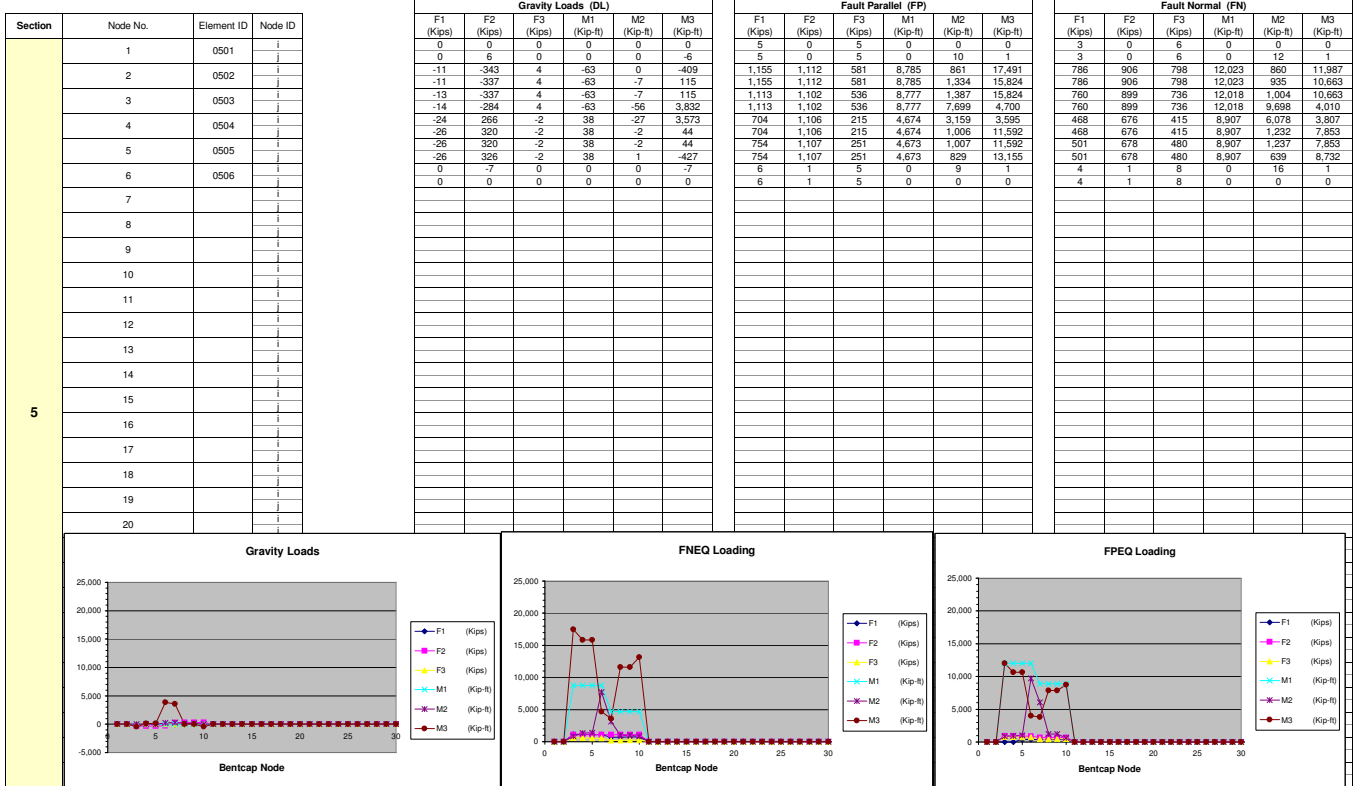 Gravity Loads (DL) Fault Parallel (FP) Fault Normal (FN)
Section Node No. Element ID Node ID F1 F2 F3 M1 M2 M3 F1 F2 F3 M1 M2 M3 F1 F2 F3 M1 M2 M3
(Kips) (Kips) (Kips) (Kip-ft) (Kip-ft) (Kip-ft) (Kips) (Kips) (Kips) (Kip-ft) (Kip-ft) (Kip-ft) (Kips) (Kips) (Kips) (Kip-ft) (Kip-ft) (Kip-ft)
5
1 0501 i 0 0 0 0 0 0 5 0 5 0 0 0 3 0 6 0 0 0
j 0 6 0 0 0 -6 5 0 5 0 10 1 3 0 6 0 12 1
2 0502 i -11 -343 4 -63 0 -409 1,155 1,112 581 8,785 861 17,491 786 906 798 12,023 860 11,987
j -11 -337 4 -63 -7 115 1,155 1,112 581 8,785 1,334 15,824 786 906 798 12,023 935 10,663
3 0503 i -13 -337 4 -63 -7 115 1,113 1,102 536 8,777 1,387 15,824 760 899 736 12,018 1,004 10,663
j -14 -284 4 -63 -56 3,832 1,113 1,102 536 8,777 7,699 4,700 760 899 736 12,018 9,698 4,010
4 0504 i -24 266 -2 38 -27 3,573 704 1,106 215 4,674 3,159 3,595 468 676 415 8,907 6,078 3,807
j -26 320 -2 38 -2 44 704 1,106 215 4,674 1,006 11,592 468 676 415 8,907 1,232 7,853
5 0505 i -26 320 -2 38 -2 44 754 1,107 251 4,673 1,007 11,592 501 678 480 8,907 1,237 7,853
j -26 326 -2 38 1 -427 754 1,107 251 4,673 829 13,155 501 678 480 8,907 639 8,732
6 0506 i 0 -7 0 0 0 -7 6 1 5 0 9 1 4 1 8 0 16 1
j 0 0 0 0 0 0 6 1 5 0 0 0 4 1 8 0 0 0
7 i
j
8 i
j
9 i
j
10 i
j
11 i
j
12 i
j
13 i
j
14 i
j
15 i
j
16 i
j
17 i
j
18 i
j
19 i
j
20 i
j
Gravity Loads
25,000
20,000
15,000
10,000
5,000
0
-5,000
5 10 15 20 25 30
Bentcap Node
F1 (Kips)
F2 (Kips)
F3 (Kips)
M1 (Kip-ft)
M2 (Kip-ft)
M3 (Kip-ft)
FNEQ Loading
25,000
20,000
15,000
10,000
5,000
0
0 5 10 15 20 25 30
Bentcap Node
F1 (Kips)
F2 (Kips)
F3 (Kips)
M1 (Kip-ft)
M2 (Kip-ft)
M3 (Kip-ft)
FPEQ Loading
25,000
20,000
15,000
10,000
5,000
0
0 5 10 15 20 25 30
Bentcap Node
F1 (Kips)
F2 (Kips)
F3 (Kips)
M1 (Kip-ft)
M2 (Kip-ft)
M3 (Kip-ft)